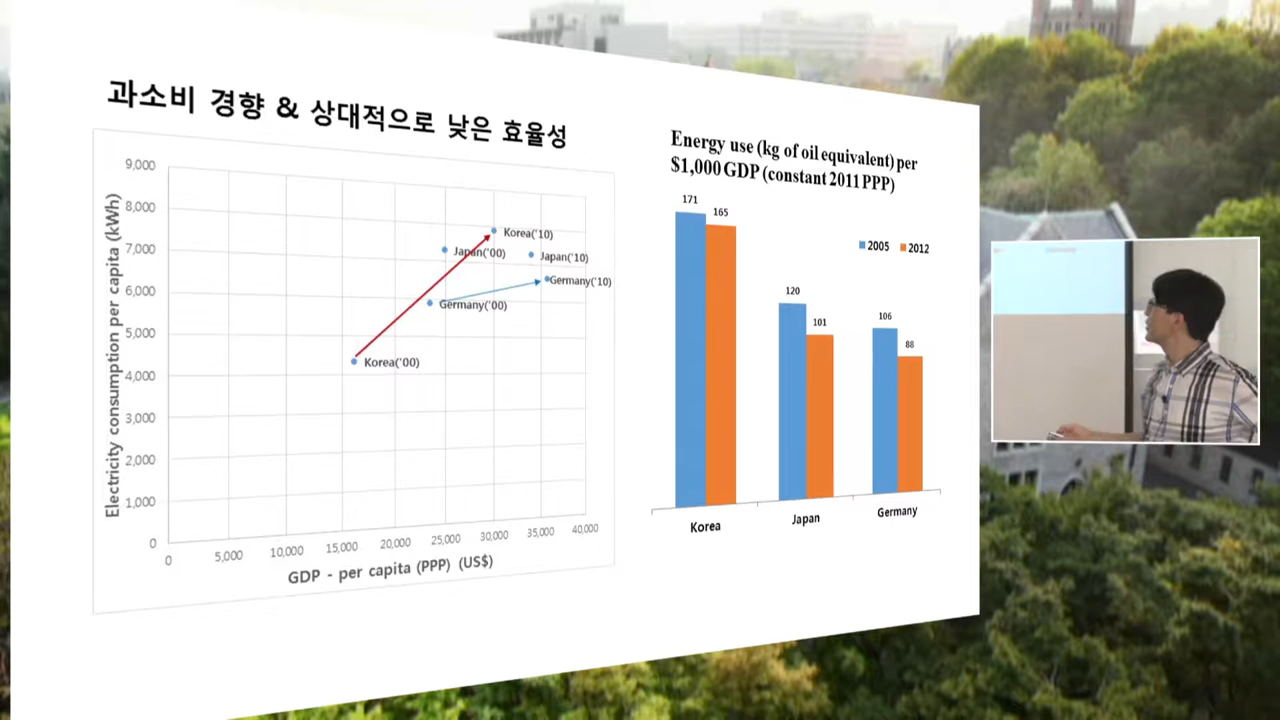 과소비 경향 & 상대적으로 낮은 효율성
Electricity consumption per capita (kWh)
9,000
8,000
7,000
6,000
5,000
4,000
3,000
2,000
1,000
0
Korea('10)
Japan('00)
Japan('10)
Germany('10)
Germany('00)
Korea('00)
0
5,000
10,000
15,000
20,000
25,000
30,000
35,000
40,000
GDP - per capita (PPP) (US$)
Energy use (kg of oil equivalent) per
$1,000 GDP (constant 2011 PPP)
2005
2012
171
165
120
101
106
88
Korea
Japan
Germany